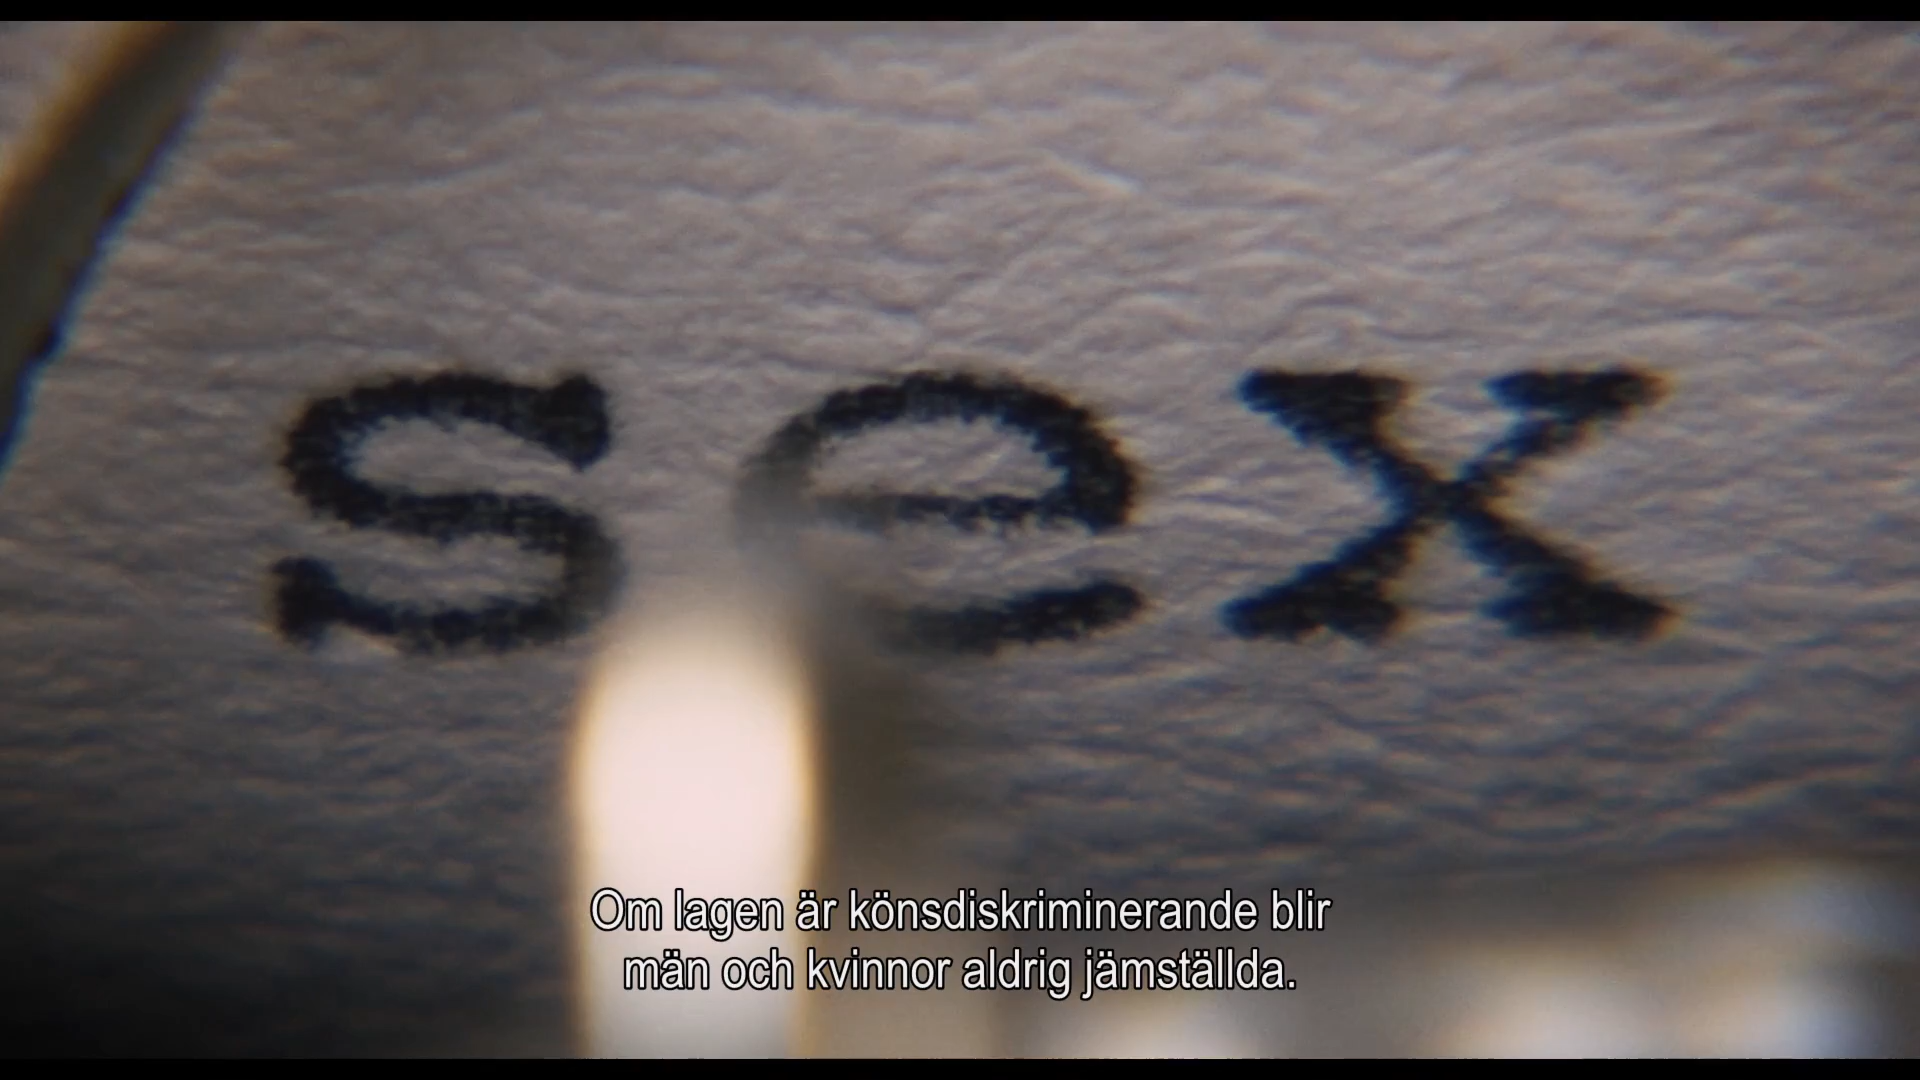 sex
Om lagen är könsdiskriminerande blir
män och kvinnor aldrig jämställda.